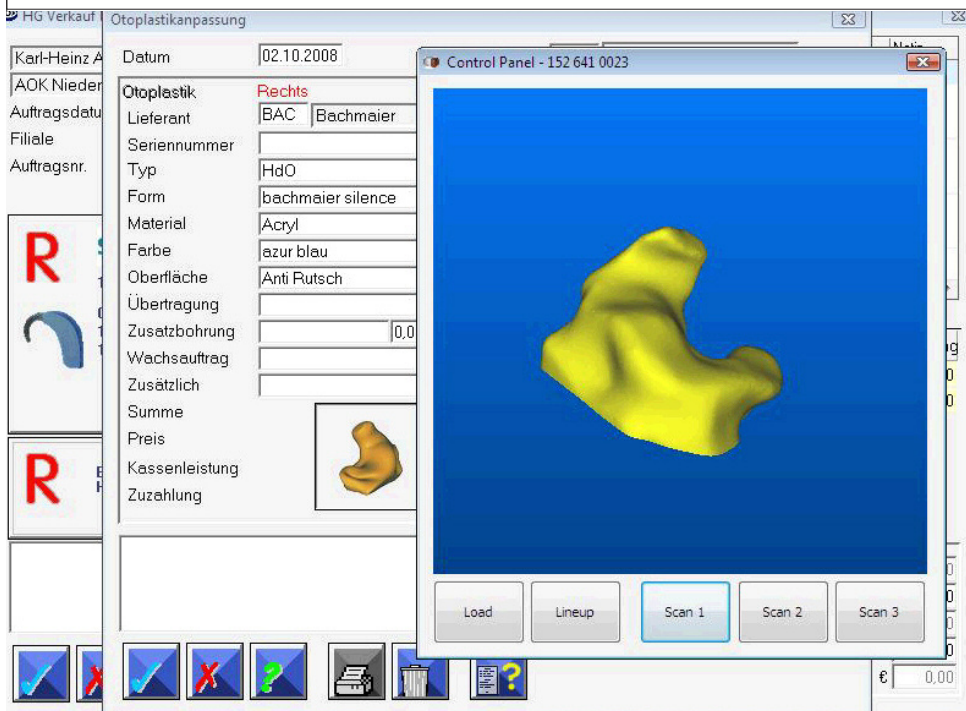 HG Verkauf
Otoplastikanpassung
Karl-Heinz A
AOK Nieder
Auftragsdatu
Filiale
Auftragsnr.
R
R
Datum 02.10.2008
Otoplastik Rechts
Lieferant BAC Bachmaier
Seriennummer
Typ HdO
Form bachmaier silence
Material Acryl
Farbe azur blau
Oberfläche Anti Rutsch
Übertragung
Zusatzbohrung 0,0
Wachsauftrag
Zusätzlich
Summe
Preis
Kassenleistung
Zuzahlung
Control Panel - 152 641 0023
Load Lineup Scan 1 Scan 2 Scan 3
€ 0,00